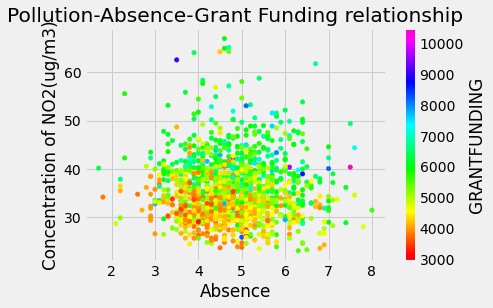 Pollution-Absence-Grant Funding relationship
Concentration of NO2(ug/m3)
60
50
40
30
2 3 4 5 6 7 8
Absence
10000
9000
8000
7000
6000
5000
4000
3000
GRANTFUNDING